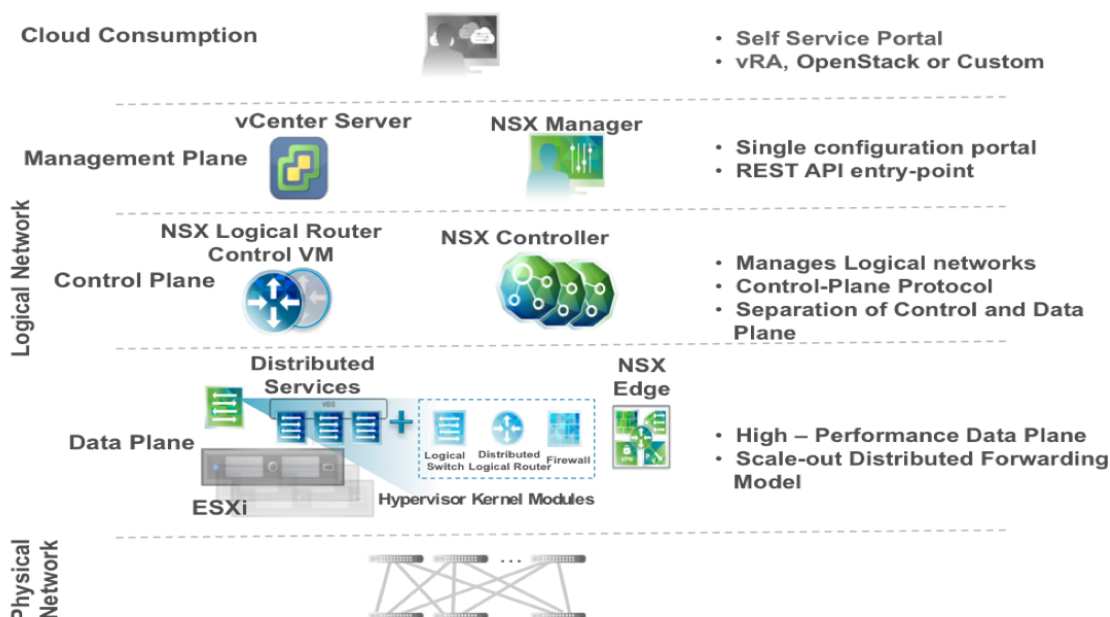 Cloud Consumption
• Self Service Portal
• vRA, OpenStack or Custom
vCenter Server
NSX Manager
Management Plane
• Single configuration portal
• REST API entry-point
Logical Network
NSX Logical Router
Control VM
NSX Controller
Control Plane
• Manages Logical networks
• Control-Plane Protocol
• Separation of Control and Data
Plane
Distributed
Services
NSX
Edge
VDS
Data Plane
Logical
Switch
Distributed
Logical Router
Firewall
VPN
• High – Performance Data Plane
• Scale-out Distributed Forwarding
Model
Hypervisor Kernel Modules
ESXi
Physical
Network
...